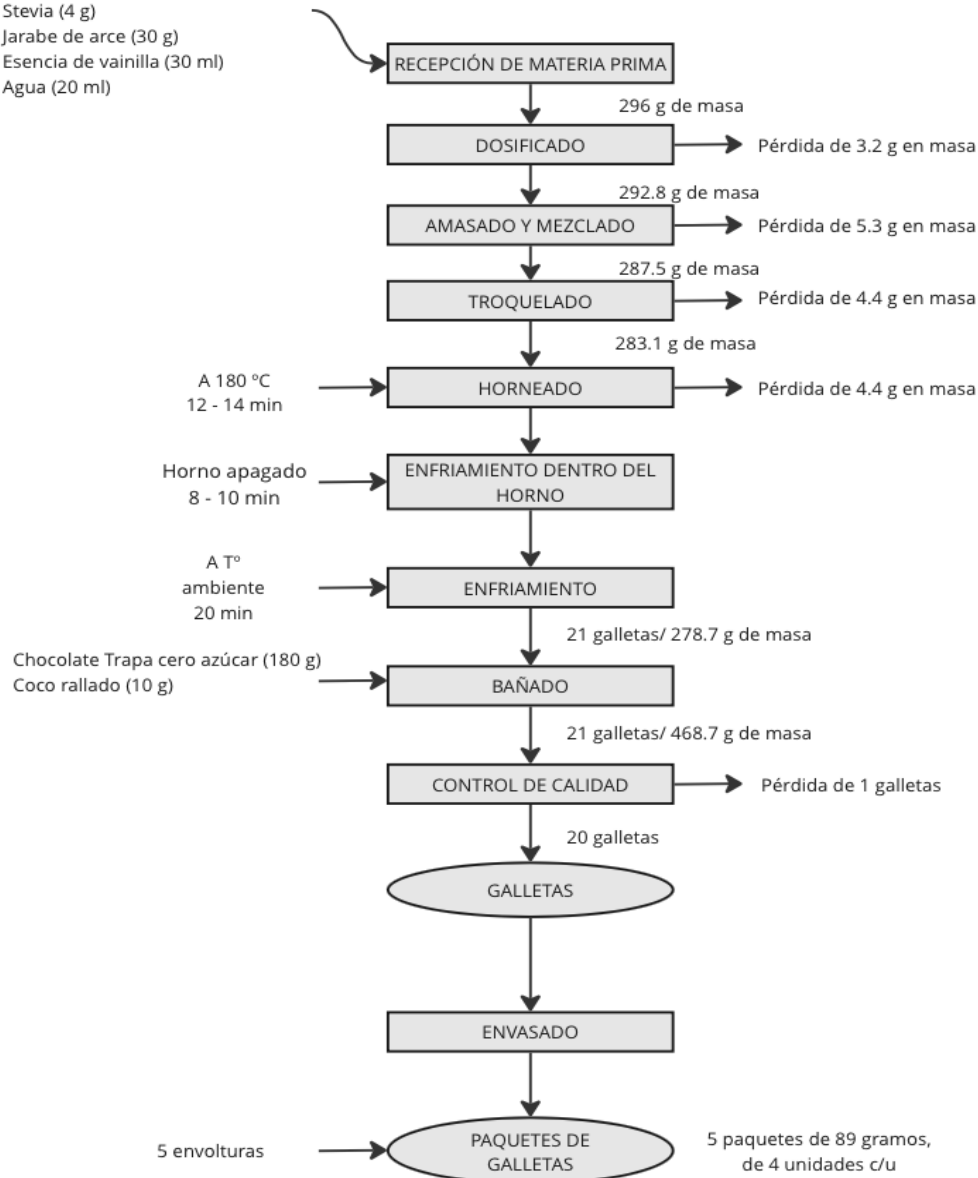 Stevia (4 g)
Jarabe de arce (30 g)
Esencia de vainilla (30 ml)
Agua (20 ml)
RECEPCIÓN DE MATERIA PRIMA
296 g de masa
DOSIFICADO
Pérdida de 3.2 g en masa
292.8 g de masa
AMASADO Y MEZCLADO
Pérdida de 5.3 g en masa
287.5 g de masa
TROQUELADO
Pérdida de 4.4 g en masa
283.1 g de masa
A 180 ºC
12 - 14 min
HORNEADO
Pérdida de 4.4 g en masa
Horno apagado
8 - 10 min
ENFRIAMIENTO DENTRO DEL
HORNO
A Tº
ambiente
20 min
ENFRIAMIENTO
21 galletas/ 278.7 g de masa
Chocolate Trapa cero azúcar (180 g)
Coco rallado (10 g)
BAÑADO
21 galletas/ 468.7 g de masa
CONTROL DE CALIDAD
Pérdida de 1 galletas
20 galletas
GALLETAS
ENVASADO
5 envolturas
PAQUETES DE
GALLETAS
5 paquetes de 89 gramos,
de 4 unidades c/u